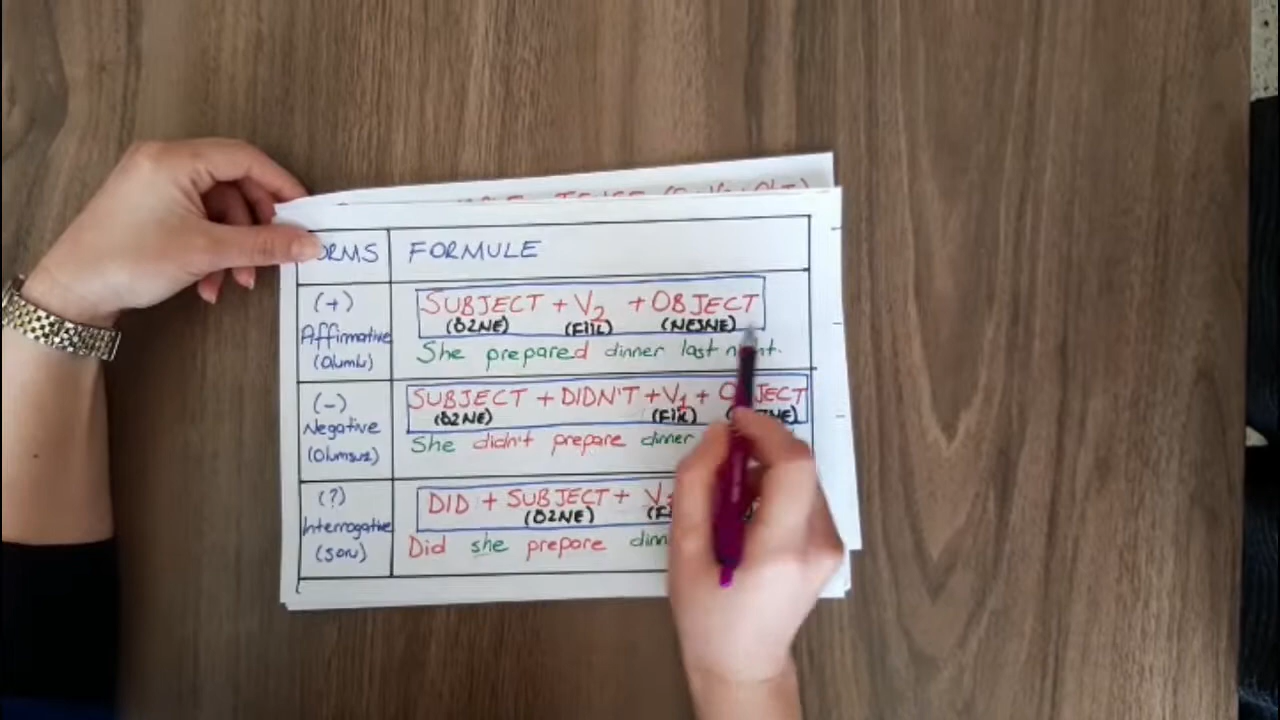 FORMULE
(+)
Affirmative
(Olumlu)
SUBJECT + V2 + OBJECT
(ÖZNE) (FİİL) (NESNE)
She prepared dinner last
(-)
Negative
(Olumsuz)
SUBJECT + DIDN'T + V1 +
(ÖZNE) (FİİL)
She didn't prepare dinner
(?)
Interrogative
(soru)
DID + SUBJECT +
(ÖZNE)
Did she prepare